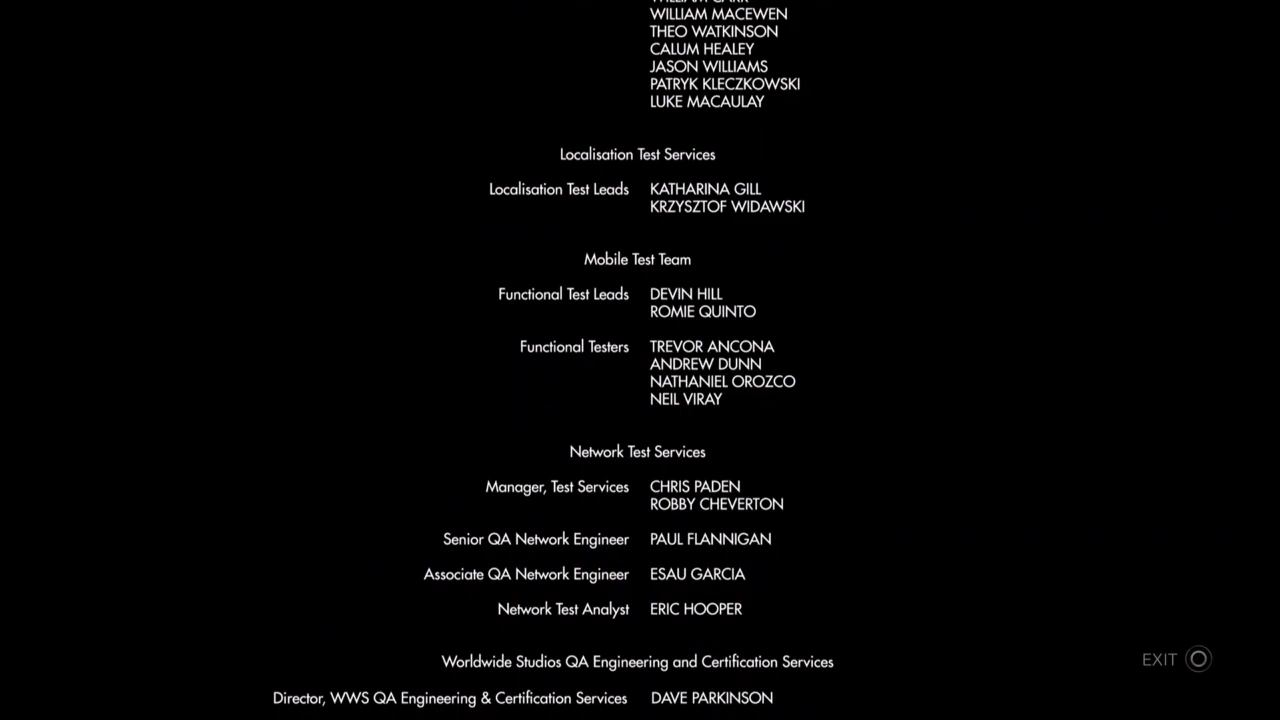 WILLIAM CARR
WILLIAM MACEWEN
THEO WATKINSON
CALUM HEALEY
JASON WILLIAMS
PATRYK KLECZKOWSKI
LUKE MACAULAY
Localisation Test Services
Localisation Test Leads KATHARINA GILL
KRZYSZTOF WIDAWSKI
Mobile Test Team
Functional Test Leads DEVIN HILL
ROMIE QUINTO
Functional Testers TREVOR ANCONA
ANDREW DUNN
NATHANIEL OROZCO
NEIL VIRAY
Network Test Services
Manager, Test Services CHRIS PADEN
ROBBY CHEVERTON
Senior QA Network Engineer PAUL FLANNIGAN
Associate QA Network Engineer ESAU GARCIA
Network Test Analyst ERIC HOOPER
Worldwide Studios QA Engineering and Certification Services
EXIT
Director, WWS QA Engineering & Certification Services DAVE PARKINSON